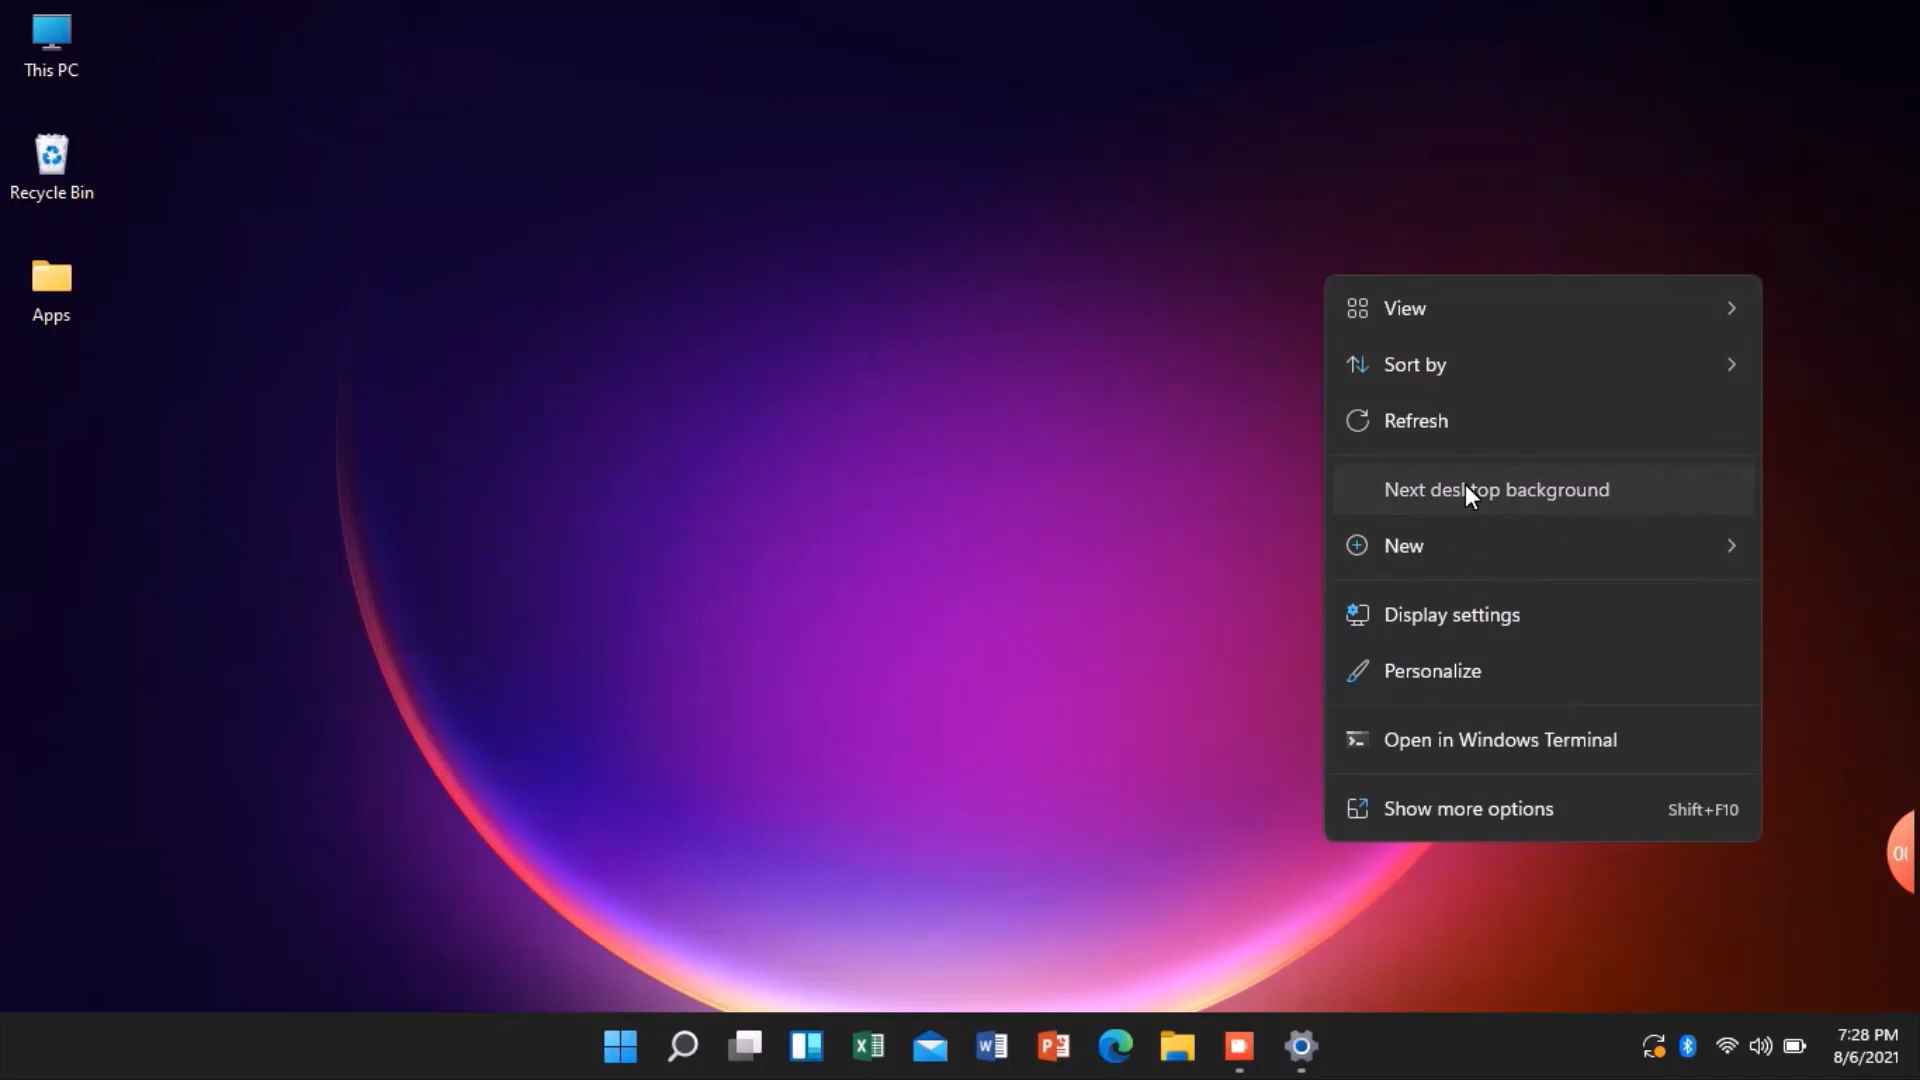 This PC
Recycle Bin
Apps
View
Sort by
Refresh
Next desktop background
New
Display settings
Personalize
Open in Windows Terminal
Show more options Shift+F10
7:28 PM
8/6/2021